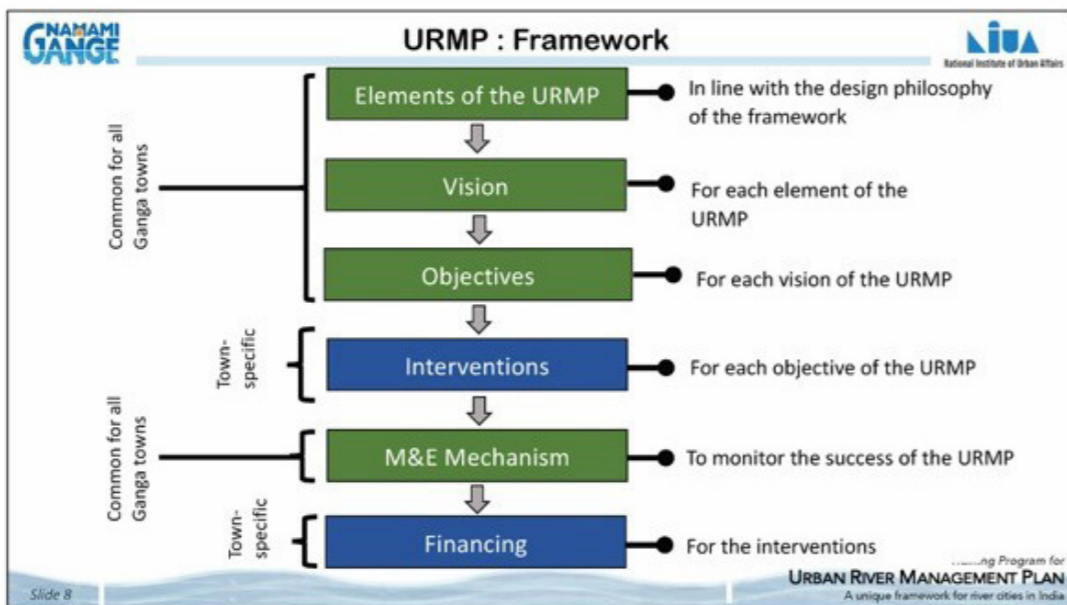 NAMAMI
GANGE
URMP : Framework
NIUA
National Institute of Urban Affairs
Common for all
Ganga towns
Elements of the URMP
In line with the design philosophy
of the framework
Vision
For each element of the
URMP
Objectives
For each vision of the URMP
Town-
specific
Interventions
For each objective of the URMP
Common for all
Ganga towns
M&E Mechanism
To monitor the success of the URMP
Town-
specific
Financing
For the interventions
Program for
URBAN RIVER MANAGEMENT PLAN
A unique framework for river cities in India
Slide 8